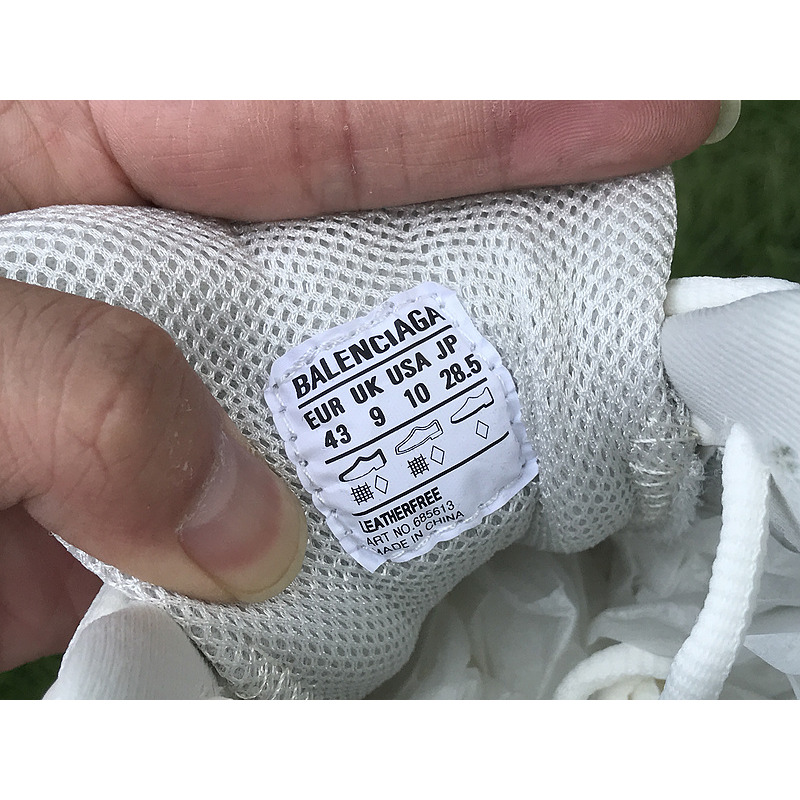 BALENCIAGA
EUR UK USA JP
43 9 10 28.5
LEATHERFREE
ART NO.685613
MADE IN CHINA